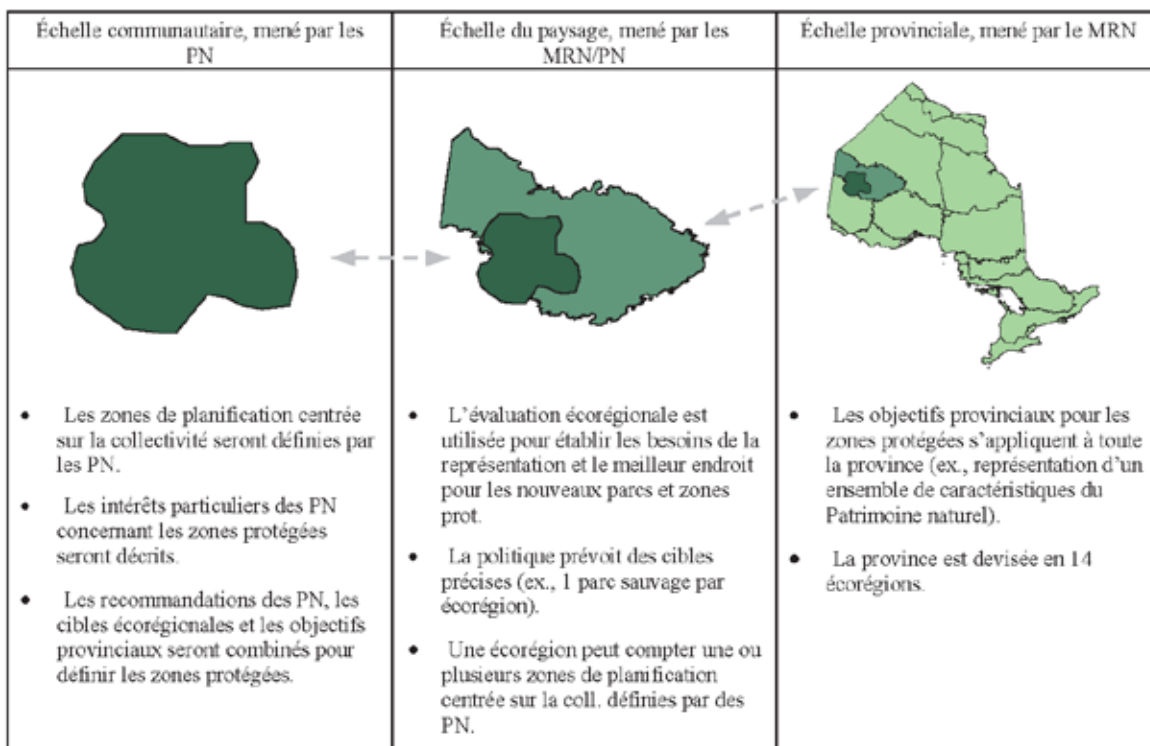 Échelle communautaire, mené par les
PN
Échelle du paysage, mené par les
MRN/PN
Échelle provinciale, mené par le MRN
• Les zones de planification centrée
sur la collectivité seront définies par
les PN.
• Les intérêts particuliers des PN
concernant les zones protégées
seront décrits.
• Les recommandations des PN, les
cibles écorégionales et les objectifs
provinciaux seront combinés pour
définir les zones protégées.
• L'évaluation écorégionale est
utilisée pour établir les besoins de la
représentation et le meilleur endroit
pour les nouveaux parcs et zones
prot.
• La politique prévoit des cibles
précises (ex., 1 parc sauvage par
écorégion).
• Une écorégion peut compter une ou
plusieurs zones de planification
centrée sur la coll. définies par des
PN.
• Les objectifs provinciaux pour les
zones protégées s'appliquent à toute
la province (ex., représentation d'un
ensemble de caractéristiques du
Patrimoine naturel).
• La province est devisée en 14
écorégions.